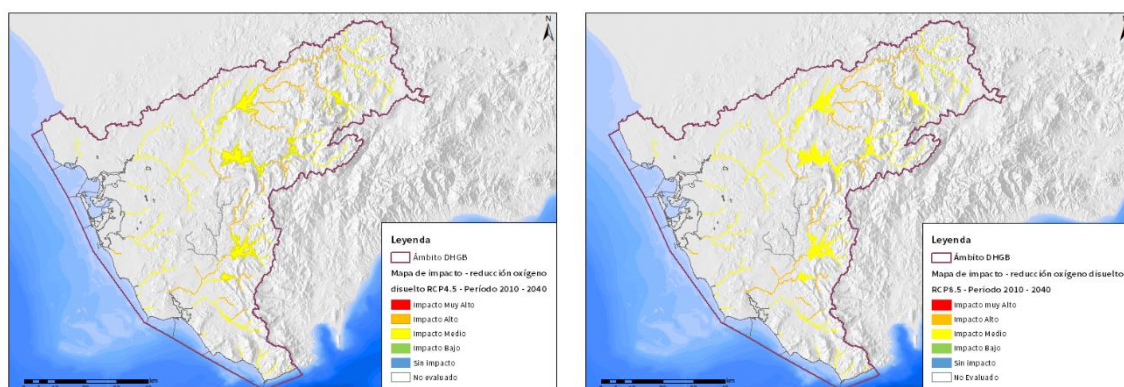 N
Leyenda
Ámbito DHGB
Mapa de impacto - reducción oxígeno
disuelto RCP4.5 - Período 2010 - 2040
Impacto Muy Alto
Impacto Alto
Impacto Medio
Impacto Bajo
Sin impacto
No evaluado
N
Leyenda
Ámbito DHGB
Mapa de impacto - reducción oxígeno disuelto
RCP8.5 - Período 2010 - 2040
Impacto muy Alto
Impacto Alto
Impacto Medio
Impacto Bajo
Sin impacto
No Evaluado